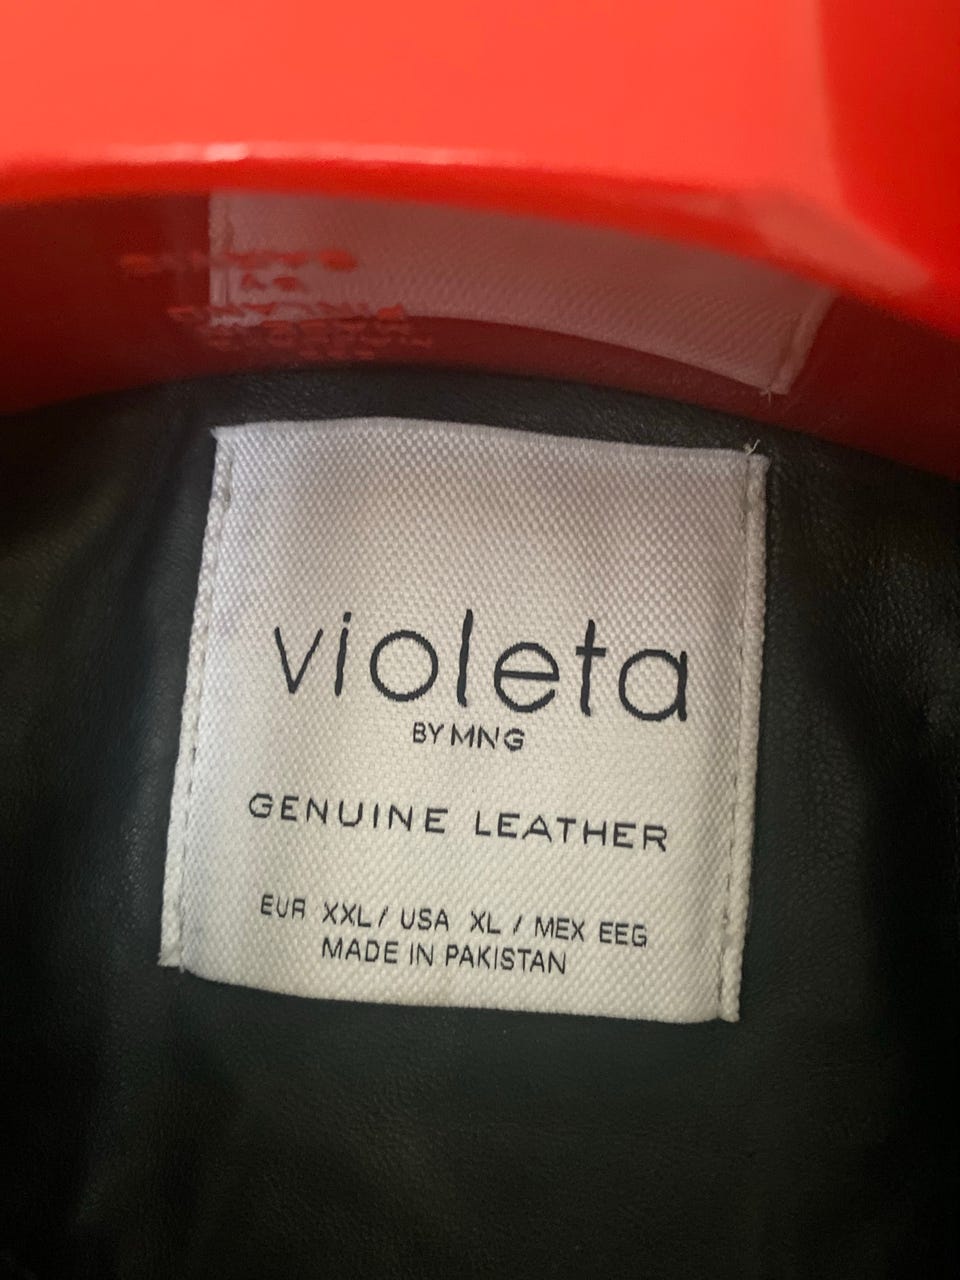 violeta
BY MNG
GENUINE LEATHER
EUR XXL / USA XL / MEX EEG
MADE IN PAKISTAN